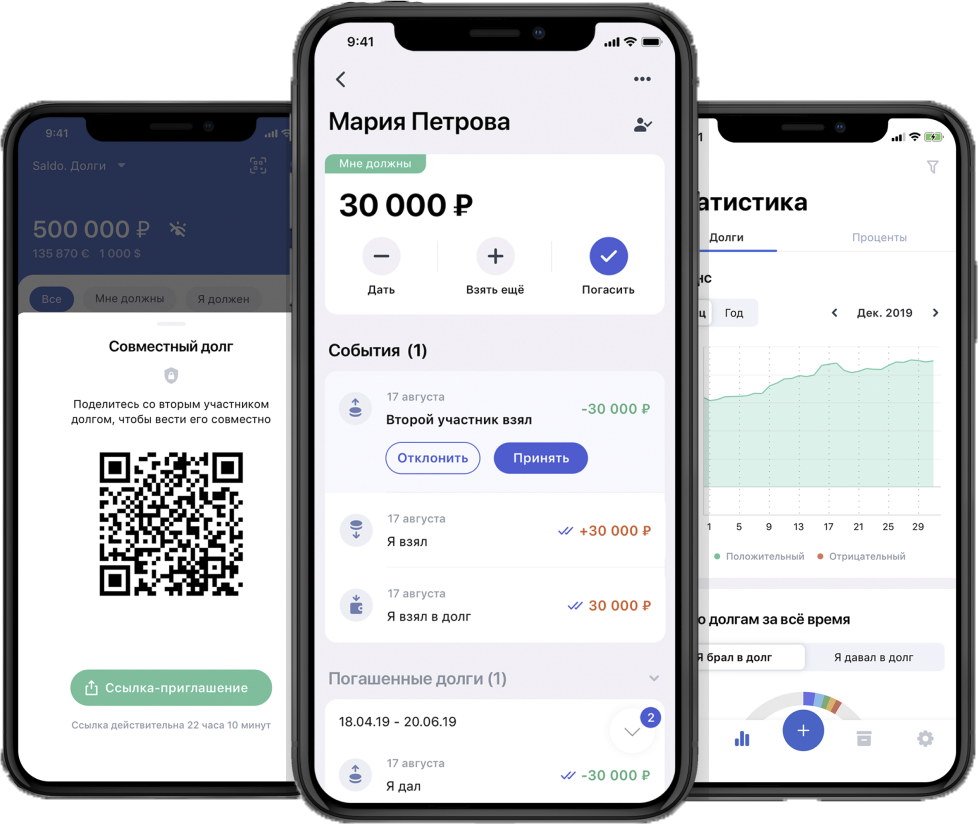 9:41
Saldo. Долги
500 000 ₽
135 870 € 1 000 $
Все
Мне должны
Я должен
Совместный долг
Поделитесь со вторым участником
долгом, чтобы вести его совместно
Ссылка-приглашение
Ссылка действительна 22 часа 10 минут
9:41
Мария Петрова
Мне должны
30 000 ₽
Дать
Взять ещё
Погасить
События (1)
17 августа
Второй участник взял
-30 000 ₽
Отклонить
Принять
17 августа
Я взял
+30 000 ₽
17 августа
Я взял в долг
30 000 ₽
Погашенные долги (1)
18.04.19 - 20.06.19
2
17 августа
Я дал
-30 000 ₽
1
атистика
Долги
Проценты
нс
ц
Год
Дек. 2019
1 5 9 13 17 21 25 29
Положительный
Отрицательный
о долгам за всё время
Я брал в долг
Я давал в долг